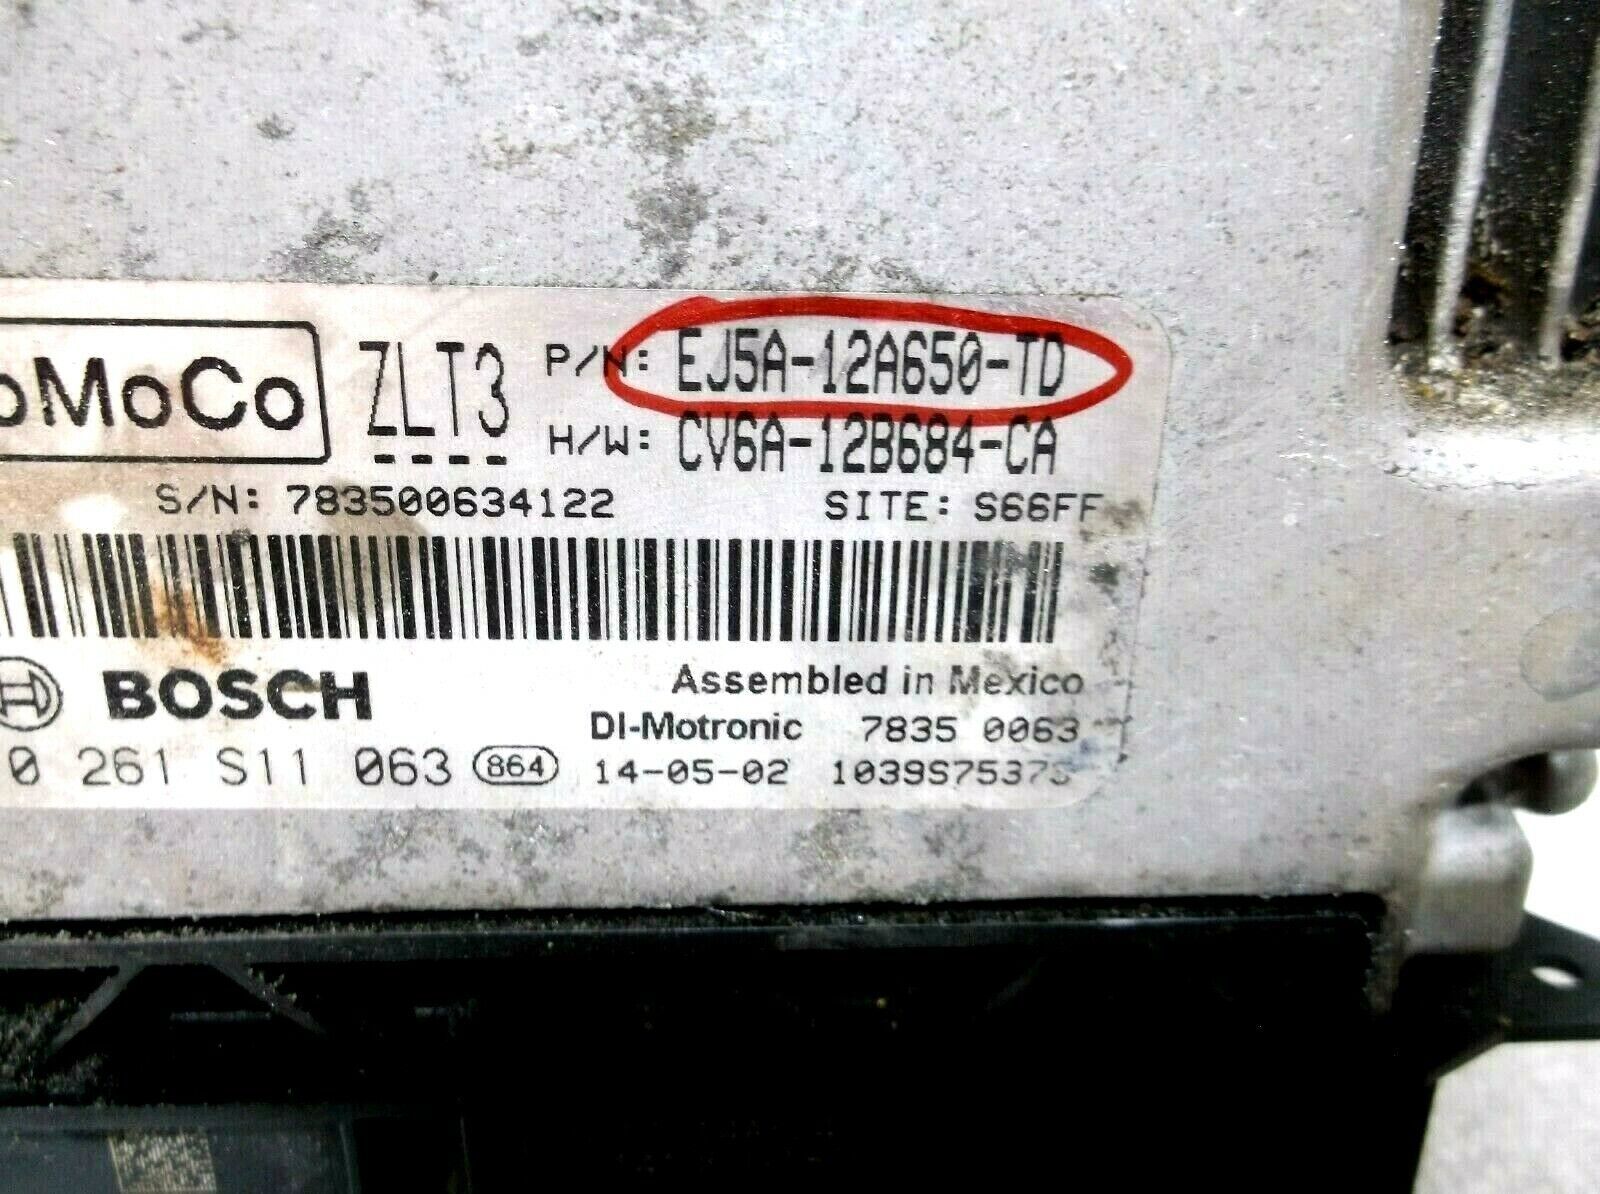 oMoCo ZLT3 P/N: EJ5A-12A650-TD
H/W: CV6A-12B684-CA
S/N: 783500634122 SITE: S66FF
BOSCH Assembled in Mexico
DI-Motronic 7835 0063
0 261 S11 063 864 14-05-02